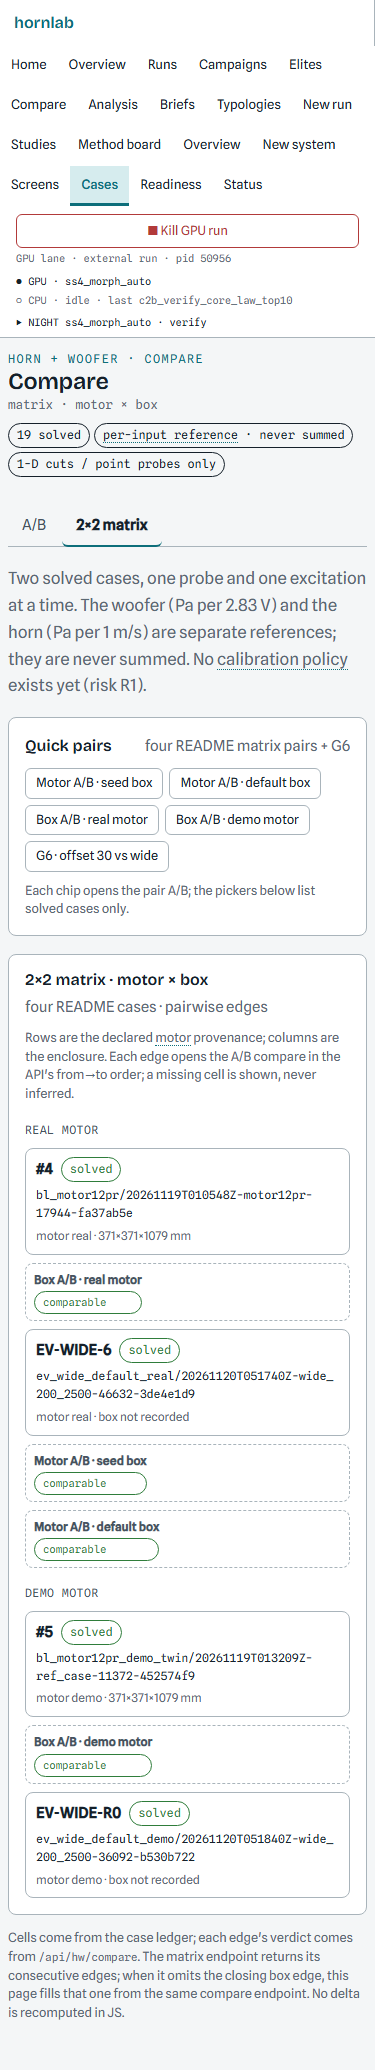 hornlab
Home Overview Runs Campaigns Elites
Compare Analysis Briefs Typologies New run
Studies Method board Overview New system
Screens Cases Readiness Status
Kill GPU run
GPU lane · external run · pid 50956
GPU · ss4_morph_auto
CPU · idle · last c2b_verify_core_law_top10
NIGHT ss4_morph_auto · verify
HORN + WOOFER · COMPARE
Compare
matrix · motor × box
19 solved
per-input reference · never summed
1-D cuts / point probes only
A/B 2×2 matrix
Two solved cases, one probe and one excitation
at a time. The woofer (Pa per 2.83 V) and the
horn (Pa per 1 m/s) are separate references;
they are never summed. No calibration policy
exists yet (risk R1).
Quick pairs four README matrix pairs + G6
Motor A/B · seed box Motor A/B · default box
Box A/B · real motor Box A/B · demo motor
G6 · offset 30 vs wide
Each chip opens the pair A/B; the pickers below list
solved cases only.
2×2 matrix · motor × box
four README cases · pairwise edges
Rows are the declared motor provenance; columns are
the enclosure. Each edge opens the A/B compare in the
API's from→to order; a missing cell is shown, never
inferred.
REAL MOTOR
#4 solved
bl_motor12pr/20261119T010548Z-motor12pr-
17944-fa37ab5e
motor real · 371×371×1079 mm
Box A/B · real motor
comparable
EV-WIDE-6 solved
ev_wide_default_real/20261120T051740Z-wide_
200_2500-46632-3de4e1d9
motor real · box not recorded
Motor A/B · seed box
comparable
Motor A/B · default box
comparable
DEMO MOTOR
#5 solved
bl_motor12pr_demo_twin/20261119T013209Z-
ref_case-11372-452574f9
motor demo · 371×371×1079 mm
Box A/B · demo motor
comparable
EV-WIDE-R0 solved
ev_wide_default_demo/20261120T051840Z-wide_
200_2500-36092-b530b722
motor demo · box not recorded
Cells come from the case ledger; each edge's verdict comes
from /api/hw/compare. The matrix endpoint returns its
consecutive edges; when it omits the closing box edge, this
page fills that one from the same compare endpoint. No delta
is recomputed in JS.